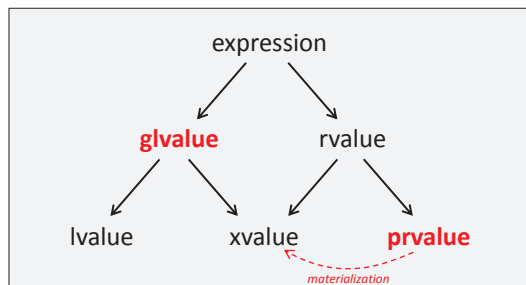 expression
glvalue rvalue
lvalue xvalue prvalue
materialization